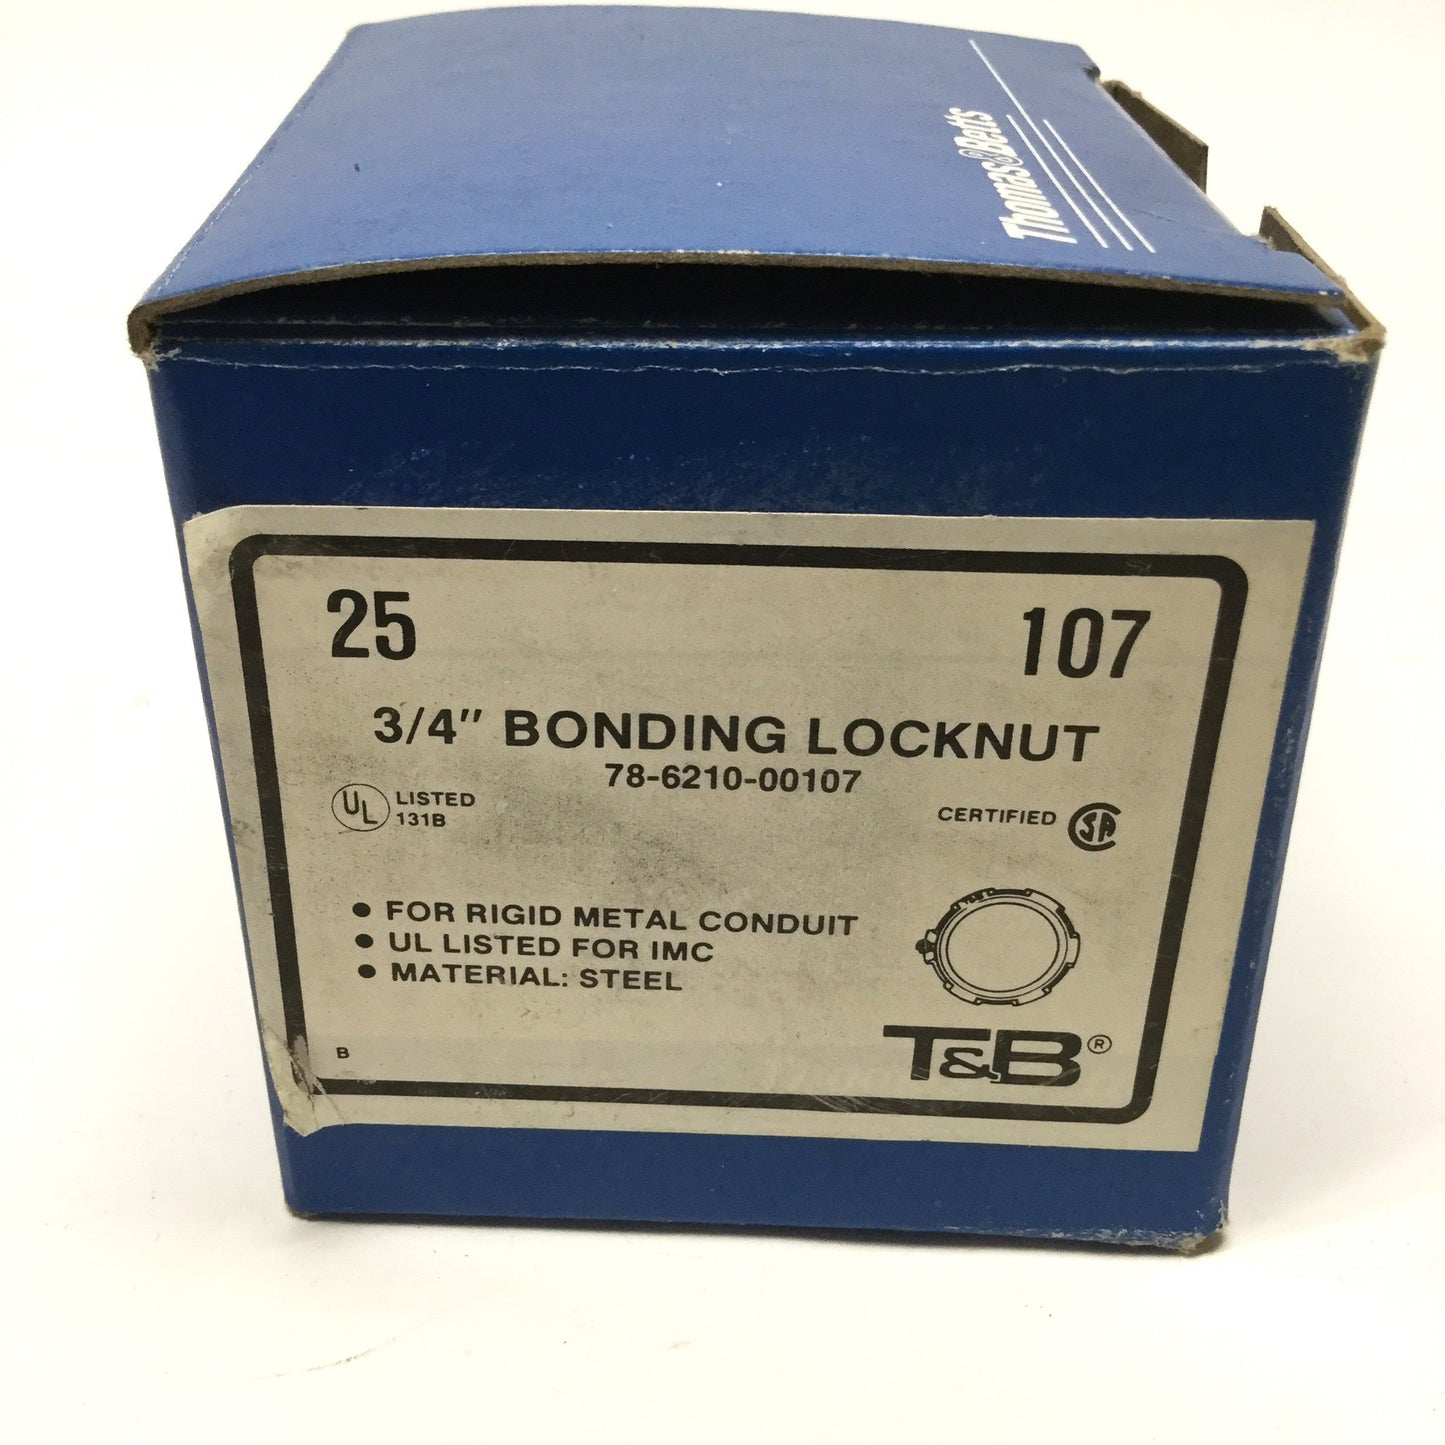 Thomas&Betts
25
107
3/4" BONDING LOCKNUT
78-6210-00107
UL LISTED
131B
CERTIFIED SA
• FOR RIGID METAL CONDUIT
• UL LISTED FOR IMC
• MATERIAL: STEEL
B
T&B®